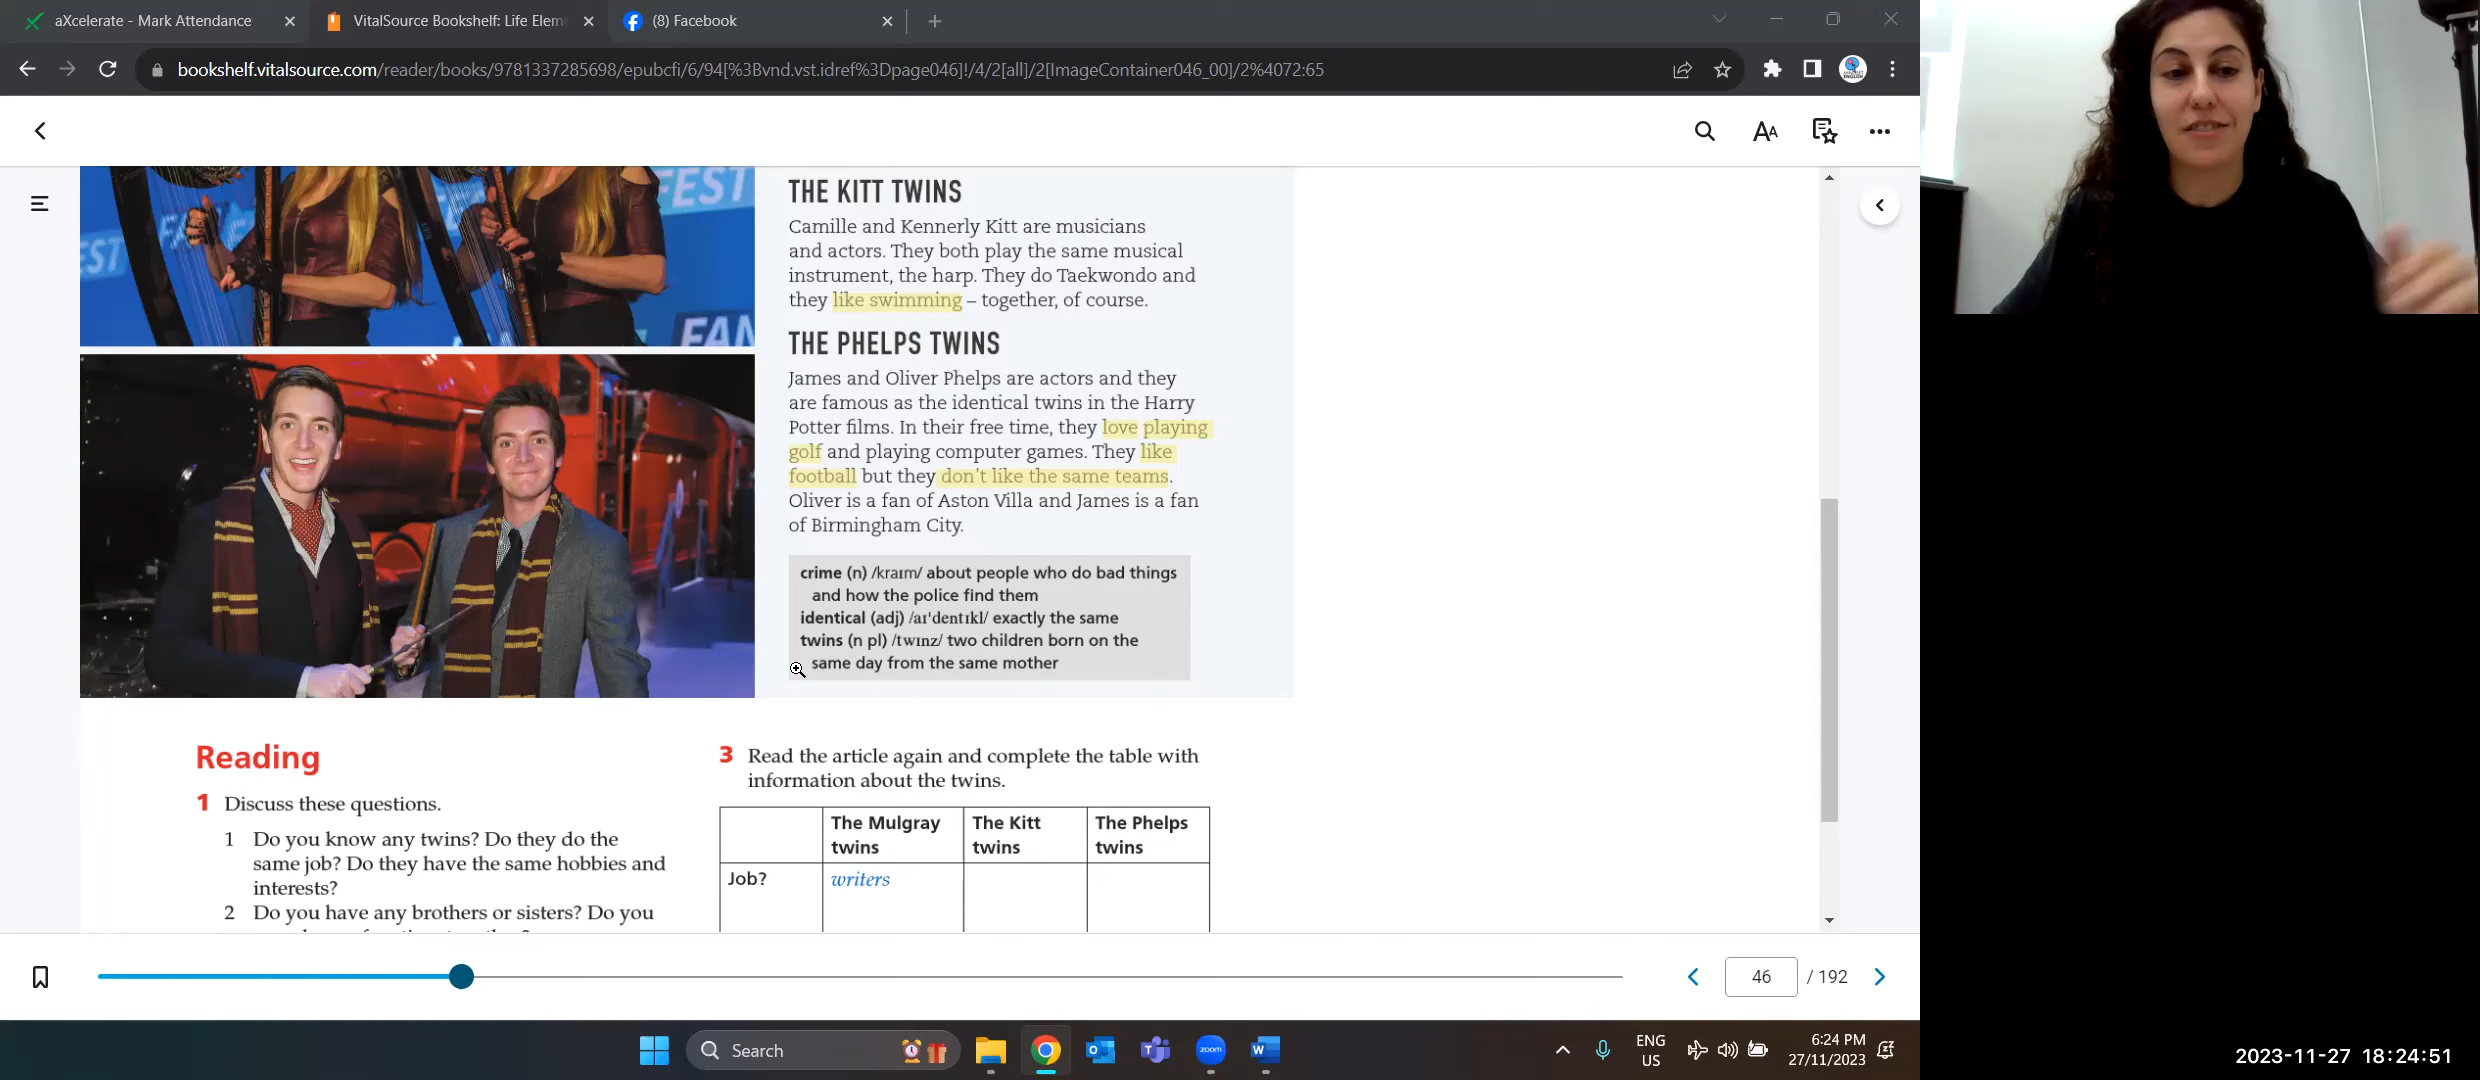 aXcelerate - Mark Attendance
VitalSource Bookshelf: Life Elem
(8) Facebook
bookshelf.vitalsource.com/reader/books/9781337285698/epubcfi/6/94[%3Bvnd.vst.idref%3Dpage046]!/4/2[all]/2[ImageContainer046_00]/2%4072:65
THE KITT TWINS
Camille and Kennerly Kitt are musicians
and actors. They both play the same musical
instrument, the harp. They do Taekwondo and
they like swimming – together, of course.
THE PHELPS TWINS
James and Oliver Phelps are actors and they
are famous as the identical twins in the Harry
Potter films. In their free time, they love playing
golf and playing computer games. They like
football but they don't like the same teams.
Oliver is a fan of Aston Villa and James is a fan
of Birmingham City.
crime (n) /kraɪm/ about people who do bad things
and how the police find them
identical (adj) /aɪ'dentɪkl/ exactly the same
twins (n pl) /twɪnz/ two children born on the
same day from the same mother
FEST
FA
EST
FAN
Reading
1 Discuss these questions.
1 Do you know any twins? Do they do the
same job? Do they have the same hobbies and
interests?
2 Do you have any brothers or sisters? Do you
3 Read the article again and complete the table with
information about the twins.
The Mulgray twins
The Kitt twins
The Phelps twins
Job?
writers
46 / 192
Search
zoom
ENG
US
6:24 PM
27/11/2023
2023-11-27 18:24:51